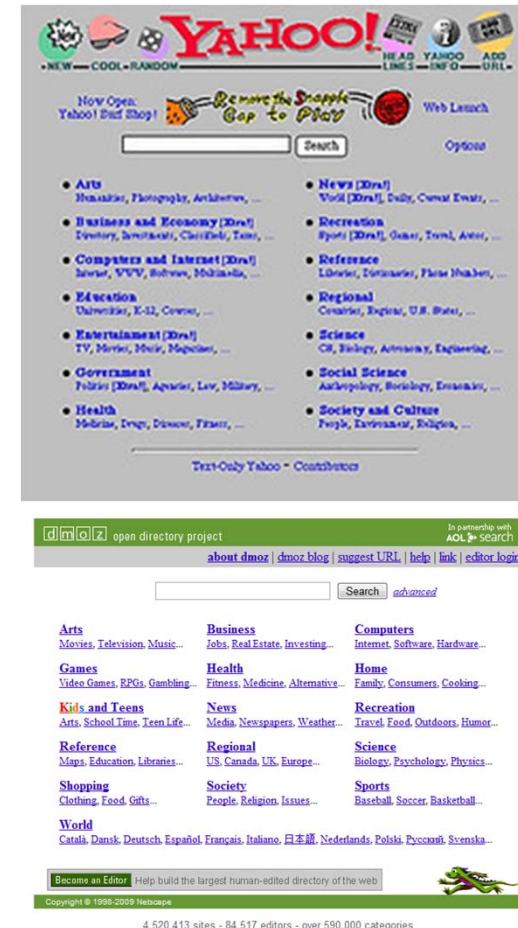 YAHOO!
NEW COOL RANDOM
HEAD LINES YAHOO INFO ADD URL
Now Open: Yahoo! Surf Shop!
Remove the Snapple Cap to Play
Web Launch
Search
Options
Arts
Humanities, Photography, Architecture, ...
Business and Economy [Xtra!]
Directory, Investments, Classifieds, Taxes, ...
Computers and Internet [Xtra!]
Internet, WWW, Software, Multimedia, ...
Education
Universities, K-12, Courses, ...
Entertainment [Xtra!]
TV, Movies, Music, Magazines, ...
Government
Politics [Xtra!], Agencies, Law, Military, ...
Health
Medicine, Drugs, Diseases, Fitness, ...
News [Xtra!]
World [Xtra!], Daily, Current Events, ...
Recreation
Sports [Xtra!], Games, Travel, Autos, ...
Reference
Libraries, Dictionaries, Phone Numbers, ...
Regional
Countries, Regions, U.S. States, ...
Science
CS, Biology, Astronomy, Engineering, ...
Social Science
Anthropology, Sociology, Economics, ...
Society and Culture
People, Environment, Religion, ...
Text-Only Yahoo - Contributors
dmoz open directory project
In partnership with
AOL search
about dmoz | dmoz blog | suggest URL | help | link | editor login
Search advanced
Arts
Movies, Television, Music...
Business
Jobs, Real Estate, Investing...
Computers
Internet, Software, Hardware...
Games
Video Games, RPGs, Gambling...
Health
Fitness, Medicine, Alternative...
Home
Family, Consumers, Cooking...
Kids and Teens
Arts, School Time, Teen Life...
News
Media, Newspapers, Weather...
Recreation
Travel, Food, Outdoors, Humor...
Reference
Maps, Education, Libraries...
Regional
US, Canada, UK, Europe...
Science
Biology, Psychology, Physics...
Shopping
Clothing, Food, Gifts...
Society
People, Religion, Issues...
Sports
Baseball, Soccer, Basketball...
World
Català, Dansk, Deutsch, Español, Français, Italiano, 日本語, Nederlands, Polski, Русский, Svenska...
Become an Editor Help build the largest human-edited directory of the web
Copyright © 1998-2009 Netscape
4,520,413 sites - 84,517 editors - over 590,000 categories